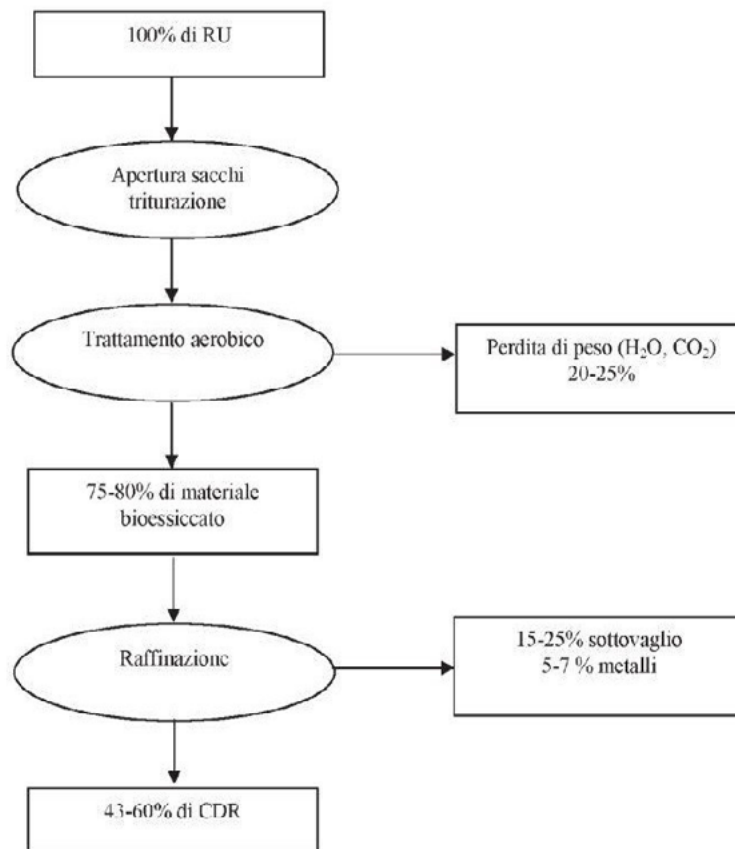 100% di RU
Apertura sacchi
triturazione
Trattamento aerobico
Perdita di peso (H₂O, CO₂)
20-25%
75-80% di materiale
bioessiccato
Raffinazione
15-25% sottovaglio
5-7 % metalli
43-60% di CDR